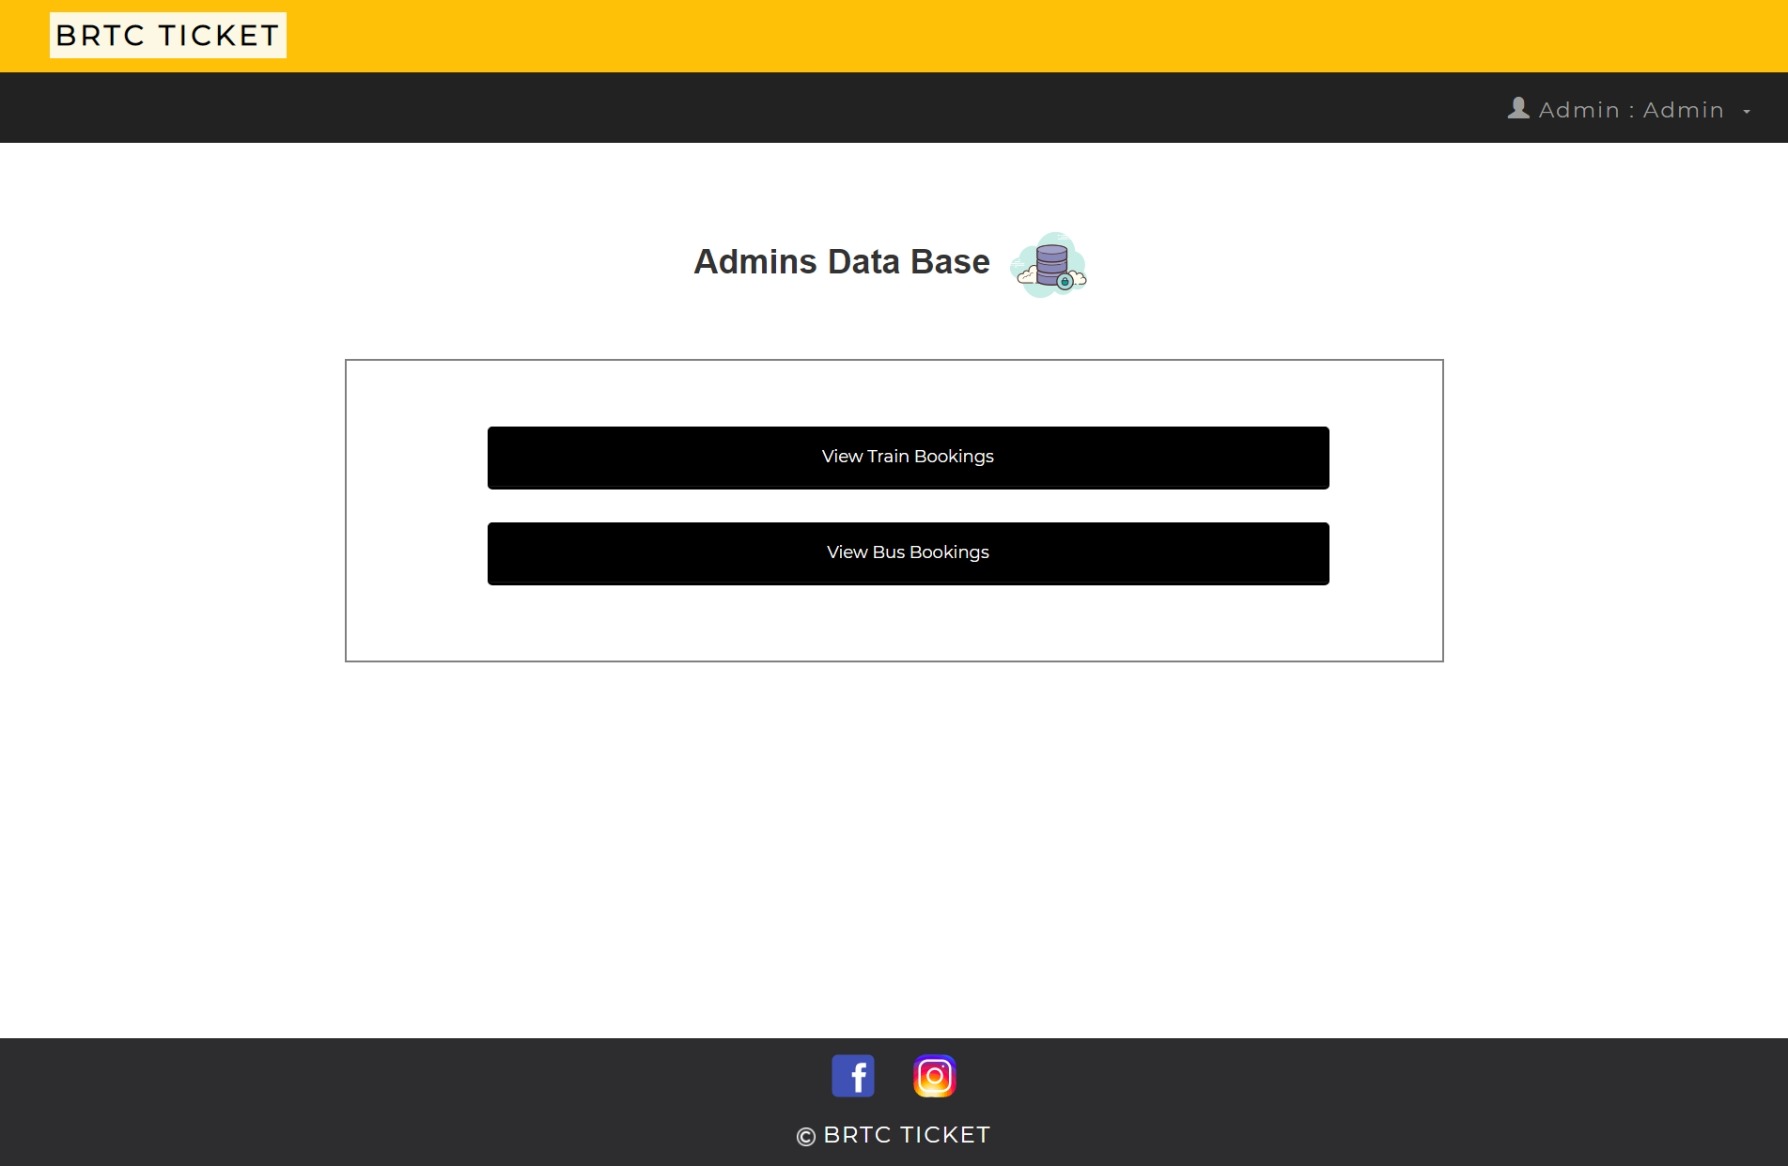 BRTC TICKET
Admin : Admin
Admins Data Base
View Train Bookings
View Bus Bookings
© BRTC TICKET